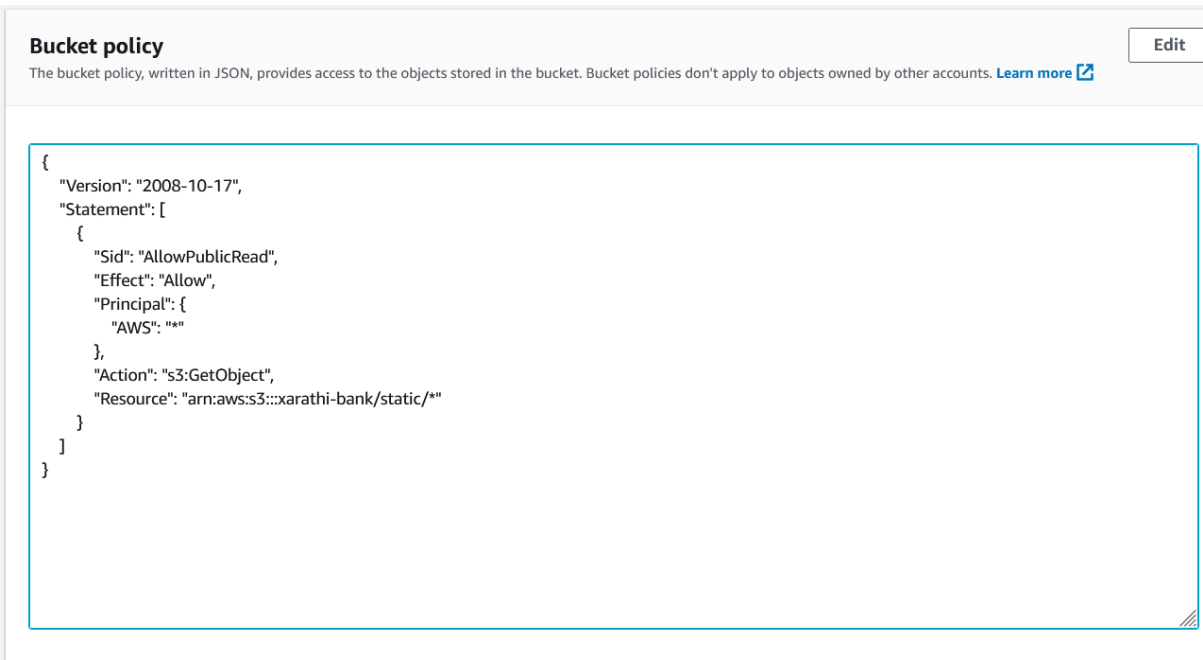 Bucket policy
Edit
The bucket policy, written in JSON, provides access to the objects stored in the bucket. Bucket policies don't apply to objects owned by other accounts. Learn more
{
"Version": "2008-10-17",
"Statement": [
{
"Sid": "AllowPublicRead",
"Effect": "Allow",
"Principal": {
"AWS": "*"
},
"Action": "s3:GetObject",
"Resource": "arn:aws:s3:::xarathi-bank/static/*"
}
]
}